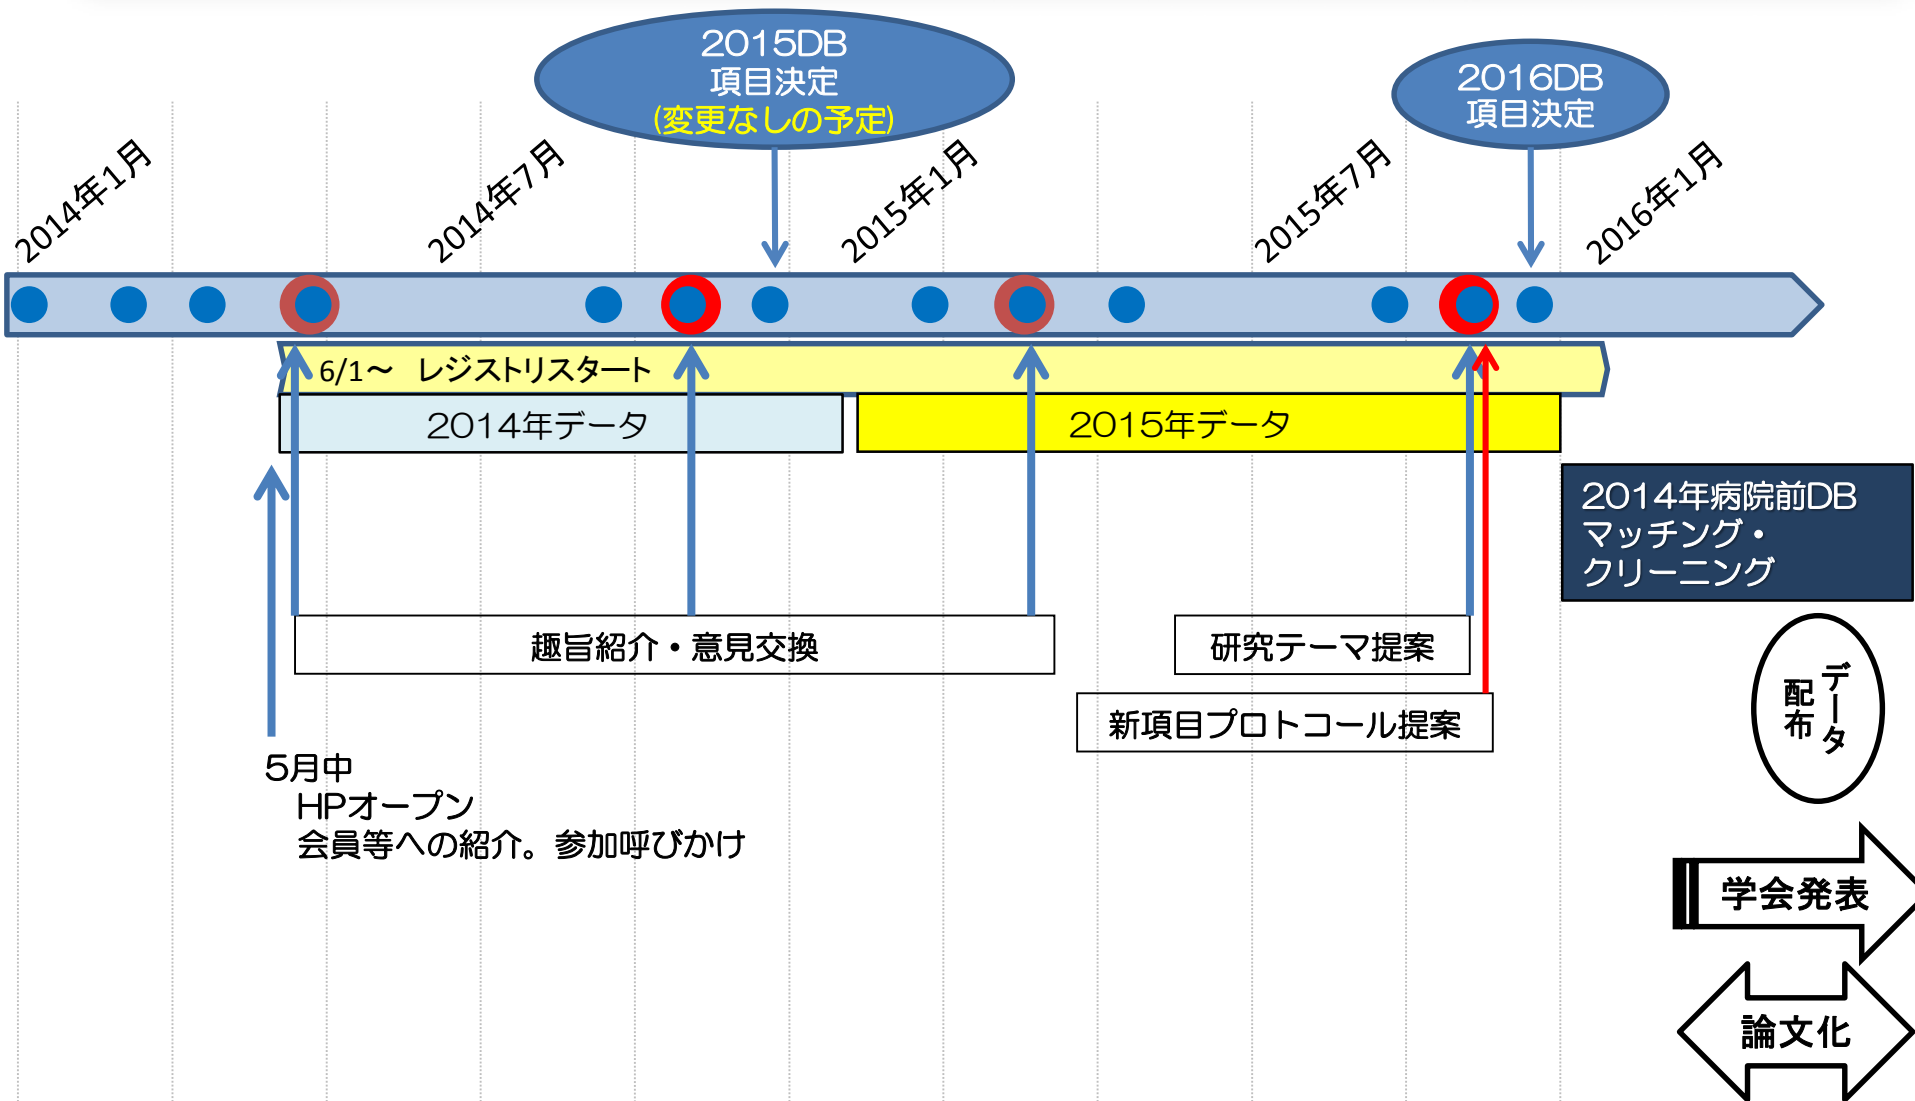 2015DB
項目決定
(変更なしの予定)
2016DB
項目決定
2014年1月
2014年7月
2015年1月
2015年7月
2016年1月
6/1～　レジストリスタート
2014年データ
2015年データ
2014年病院前DB
マッチング・
クリーニング
趣旨紹介・意見交換
研究テーマ提案
新項目プロトコール提案
データ
配布
5月中
HPオープン
会員等への紹介。参加呼びかけ
学会発表
論文化